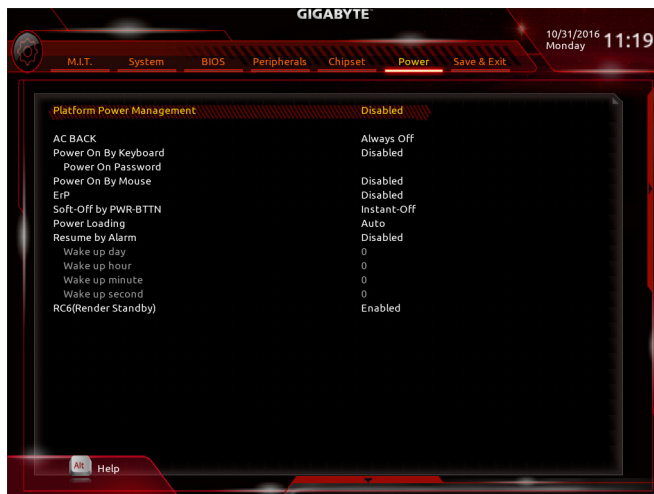 GIGABYTE™
10/31/2016 11:19
Monday
M.I.T. System BIOS Peripherals Chipset Power Save & Exit
Platform Power Management Disabled
AC BACK Always Off
Power On By Keyboard Disabled
Power On Password
Power On By Mouse Disabled
ErP Disabled
Soft-Off by PWR-BTTN Instant-Off
Power Loading Auto
Resume by Alarm Disabled
Wake up day 0
Wake up hour 0
Wake up minute 0
Wake up second 0
RC6(Render Standby) Enabled
Alt Help